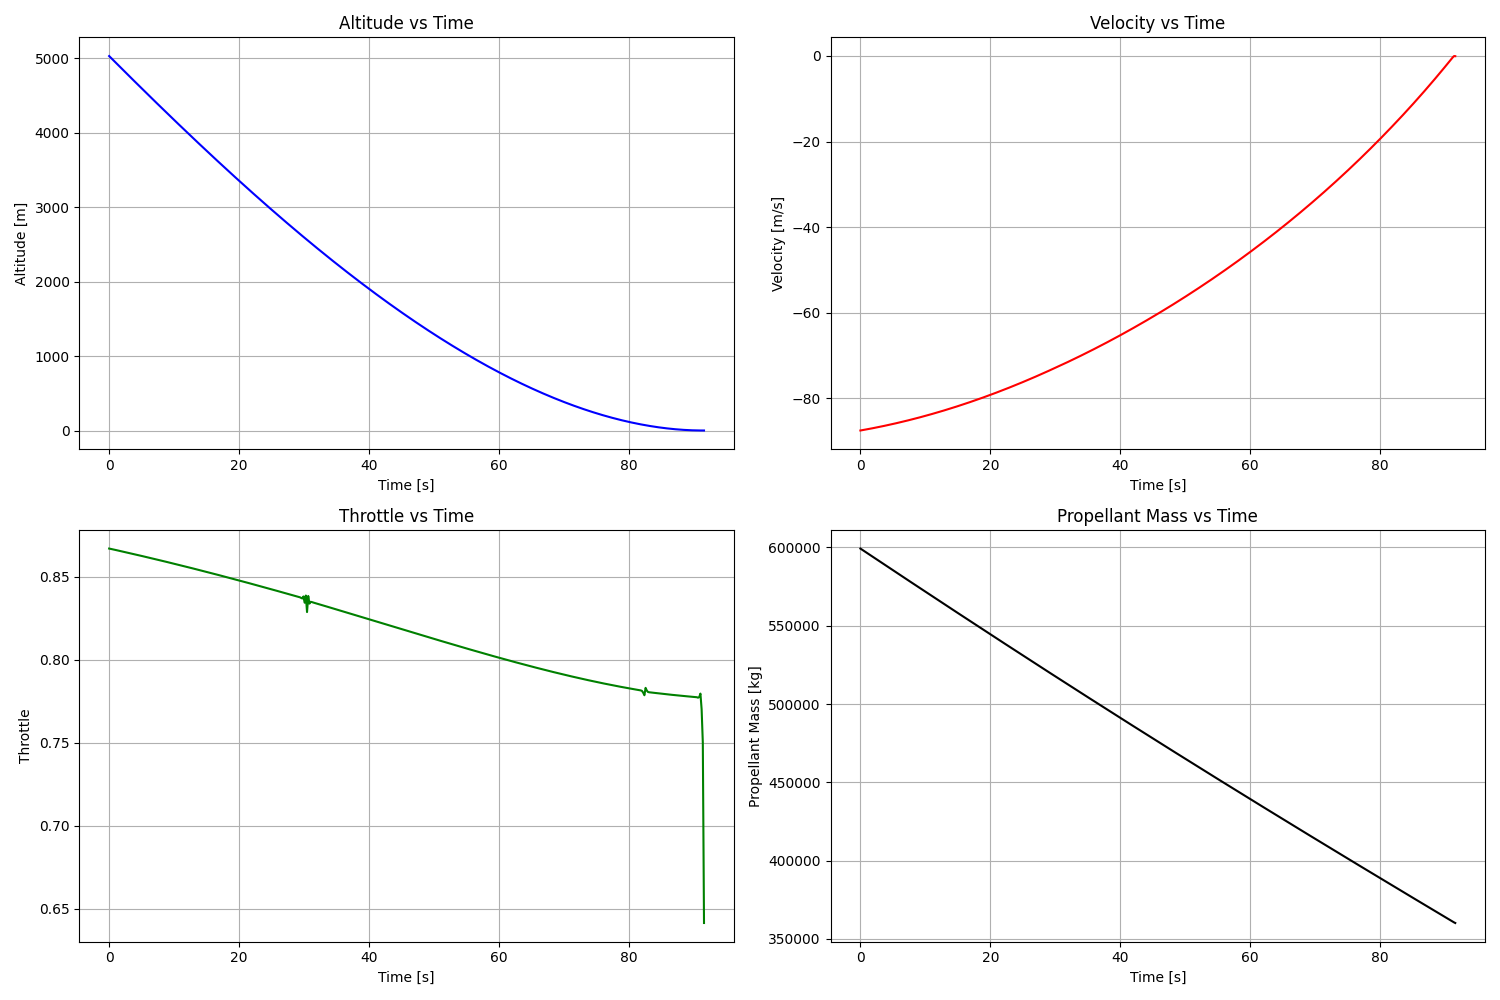 Altitude vs Time
5000
4000
3000
2000
1000
0
Altitude [m]
0 20 40 60 80
Time [s]
Velocity vs Time
0
−20
−40
−60
−80
Velocity [m/s]
0 20 40 60 80
Time [s]
Throttle vs Time
0.85
0.80
0.75
0.70
0.65
Throttle
0 20 40 60 80
Time [s]
Propellant Mass vs Time
600000
550000
500000
450000
400000
350000
Propellant Mass [kg]
0 20 40 60 80
Time [s]